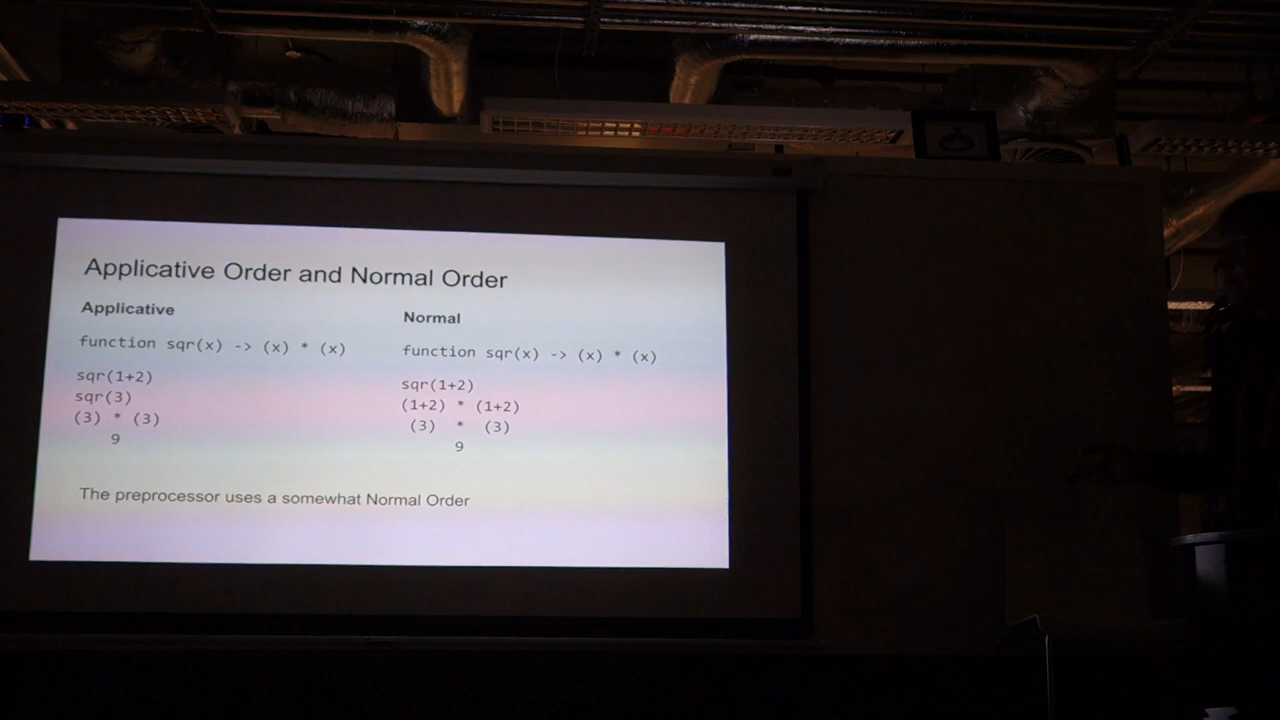 Applicative Order and Normal Order
Applicative
function sqr(x) -> (x) * (x)
sqr(1+2)
sqr(3)
(3) * (3)
9
Normal
function sqr(x) -> (x) * (x)
sqr(1+2)
(1+2) * (1+2)
(3) * (3)
9
The preprocessor uses a somewhat Normal Order